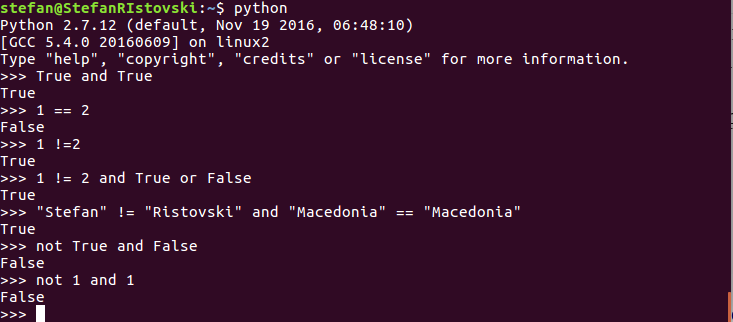 stefan@StefanRIstovski:~$ python
Python 2.7.12 (default, Nov 19 2016, 06:48:10)
[GCC 5.4.0 20160609] on linux2
Type "help", "copyright", "credits" or "license" for more information.
>>> True and True
True
>>> 1 == 2
False
>>> 1 !=2
True
>>> 1 != 2 and True or False
True
>>> "Stefan" != "Ristovski" and "Macedonia" == "Macedonia"
True
>>> not True and False
False
>>> not 1 and 1
False
>>>